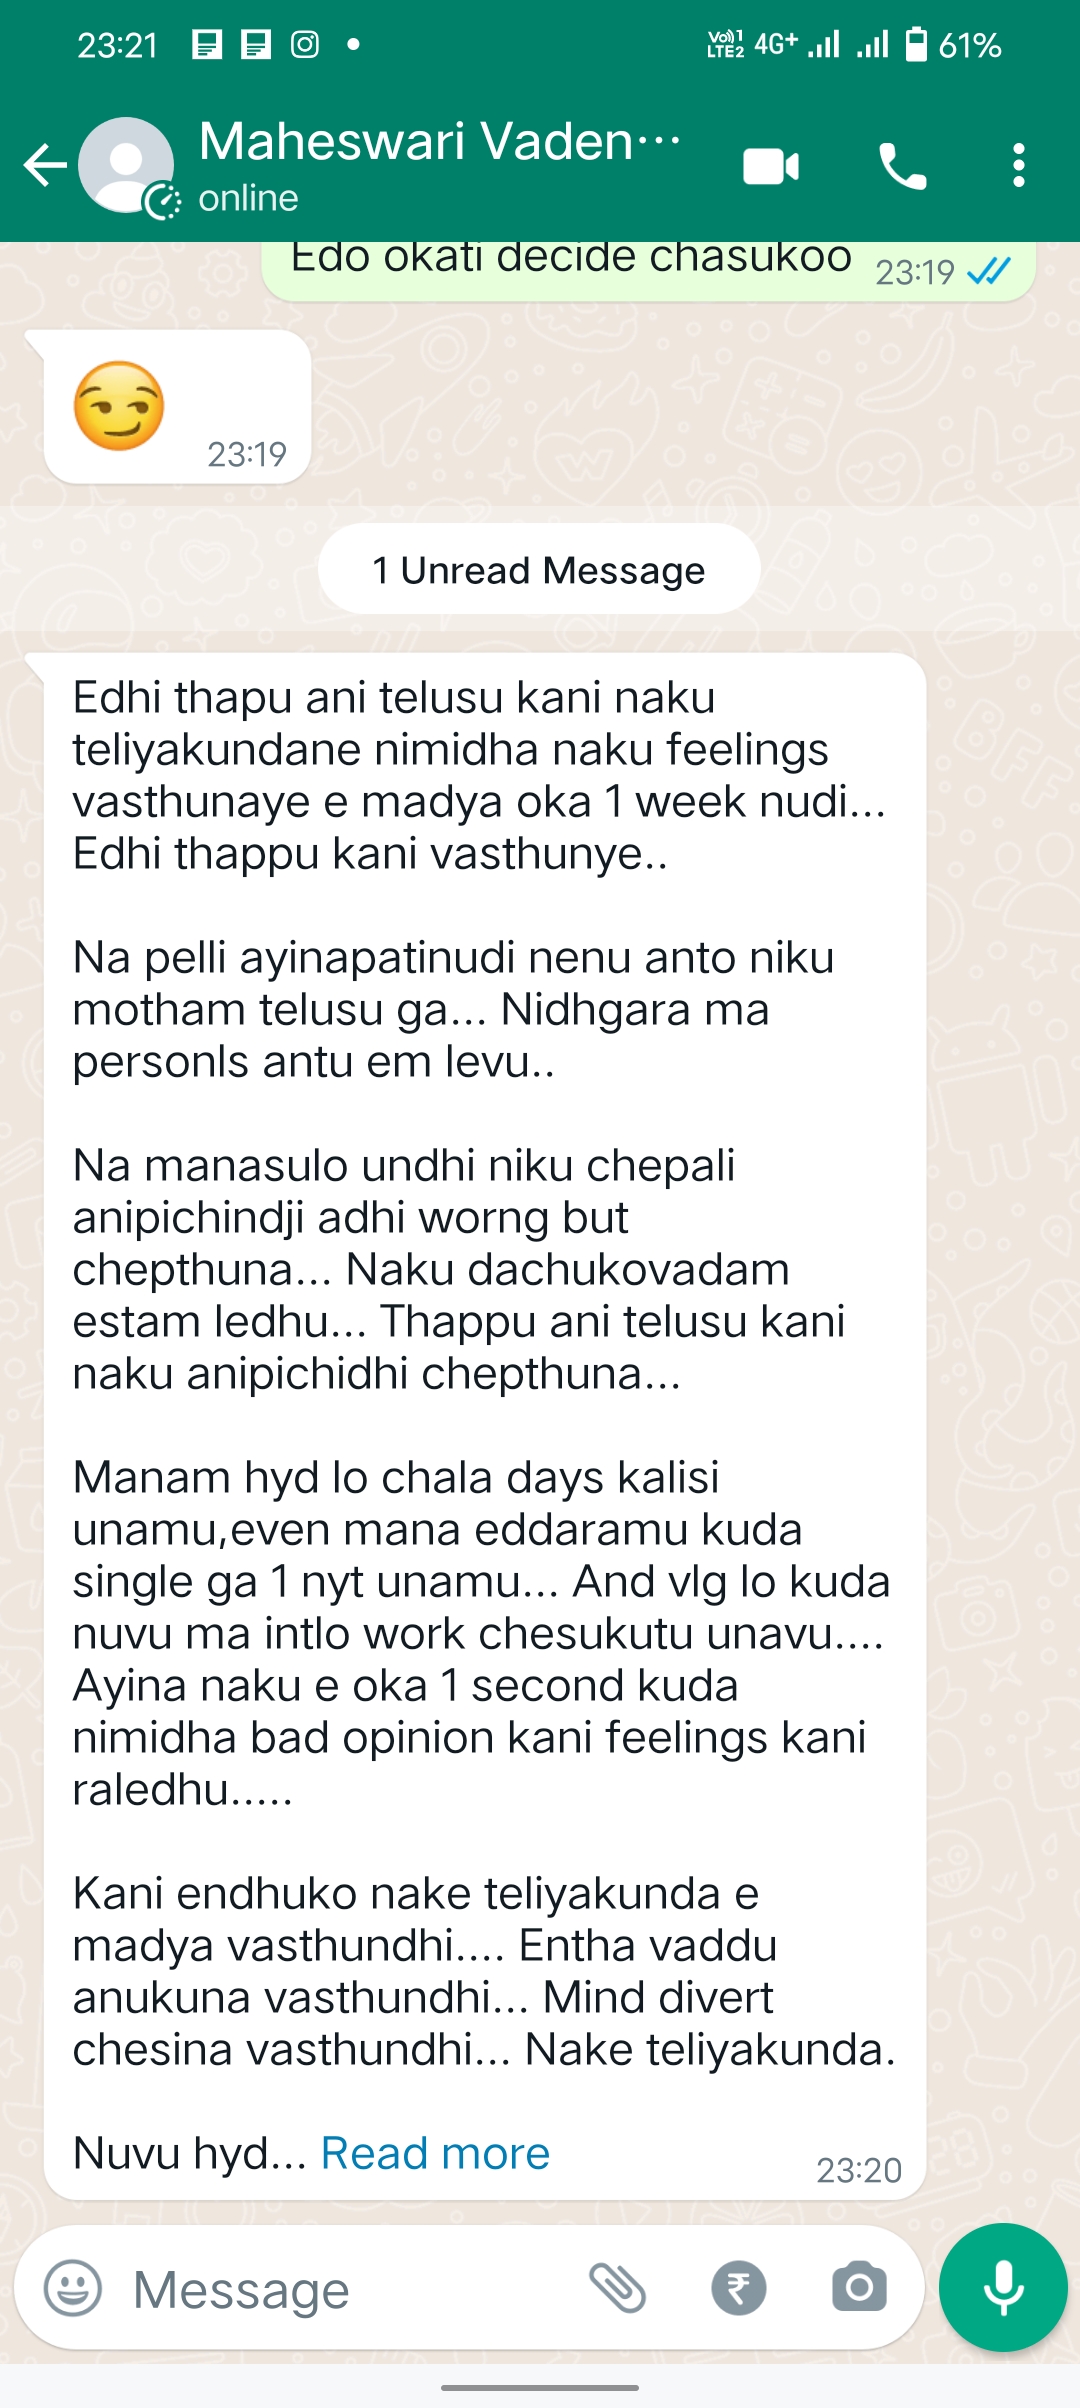 23:21
Vo)) 1 LTE2 4G+ 61%
Maheswari Vaden...
online
Edo okati decide chasukoo 23:19
😏
23:19
1 Unread Message
Edhi thapu ani telusu kani naku
teliyakundane nimidha naku feelings
vasthunaye e madya oka 1 week nudi...
Edhi thappu kani vasthunye..
Na pelli ayinapatinudi nenu anto niku
motham telusu ga... Nidhgara ma
personls antu em levu..
Na manasulo undhi niku chepali
anipichindji adhi worng but
chepthuna... Naku dachukovadam
estam ledhu... Thappu ani telusu kani
naku anipichidhi chepthuna...
Manam hyd lo chala days kalisi
unamu,even mana eddaramu kuda
single ga 1 nyt unamu... And vlg lo kuda
nuvu ma intlo work chesukutu unavu....
Ayina naku e oka 1 second kuda
nimidha bad opinion kani feelings kani
raledhu.....
Kani endhuko nake teliyakunda e
madya vasthundhi.... Entha vaddu
anukuna vasthundhi... Mind divert
chesina vasthundhi... Nake teliyakunda.
Nuvu hyd... Read more
23:20
Message